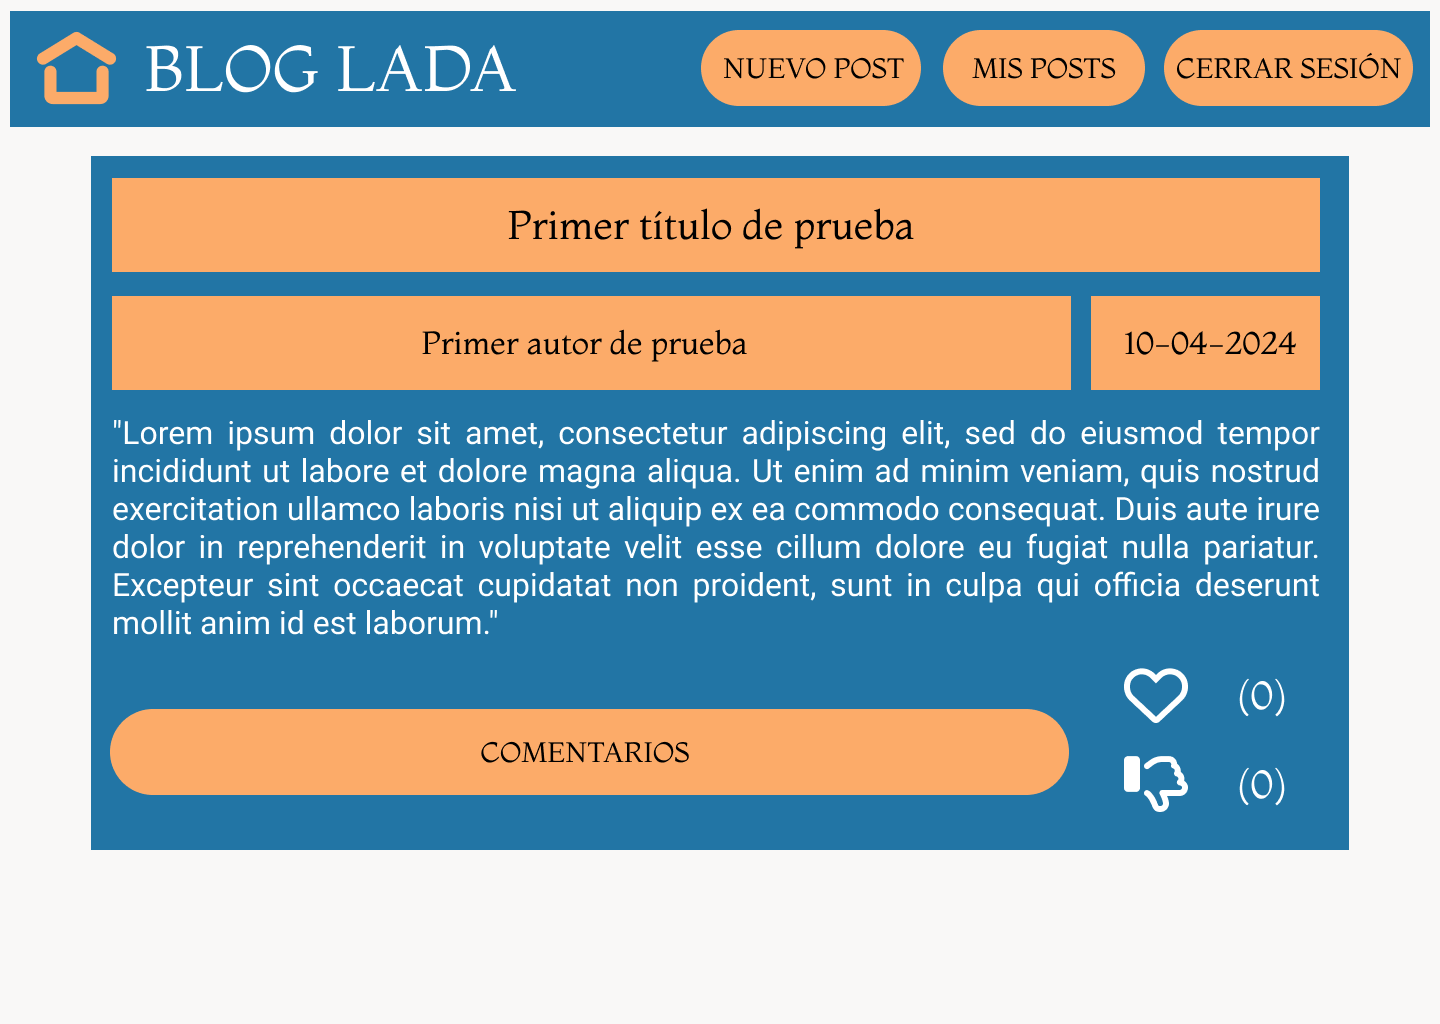 BLOG LADA
NUEVO POST
MIS POSTS
CERRAR SESIÓN
Primer título de prueba
Primer autor de prueba
10-04-2024
"Lorem ipsum dolor sit amet, consectetur adipiscing elit, sed do eiusmod tempor
incididunt ut labore et dolore magna aliqua. Ut enim ad minim veniam, quis nostrud
exercitation ullamco laboris nisi ut aliquip ex ea commodo consequat. Duis aute irure
dolor in reprehenderit in voluptate velit esse cillum dolore eu fugiat nulla pariatur.
Excepteur sint occaecat cupidatat non proident, sunt in culpa qui officia deserunt
mollit anim id est laborum."
(0)
COMENTARIOS
(0)